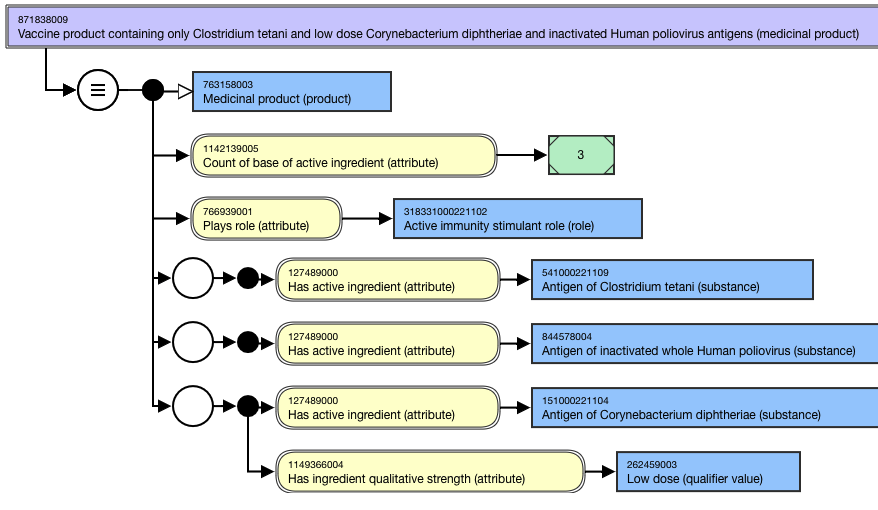 871838009
Vaccine product containing only Clostridium tetani and low dose Corynebacterium diphtheriae and inactivated Human poliovirus antigens (medicinal product)
763158003
Medicinal product (product)
1142139005
Count of base of active ingredient (attribute)
3
766939001
Plays role (attribute)
318331000221102
Active immunity stimulant role (role)
127489000
Has active ingredient (attribute)
541000221109
Antigen of Clostridium tetani (substance)
127489000
Has active ingredient (attribute)
844578004
Antigen of inactivated whole Human poliovirus (substance)
127489000
Has active ingredient (attribute)
151000221104
Antigen of Corynebacterium diphtheriae (substance)
1149366004
Has ingredient qualitative strength (attribute)
262459003
Low dose (qualifier value)